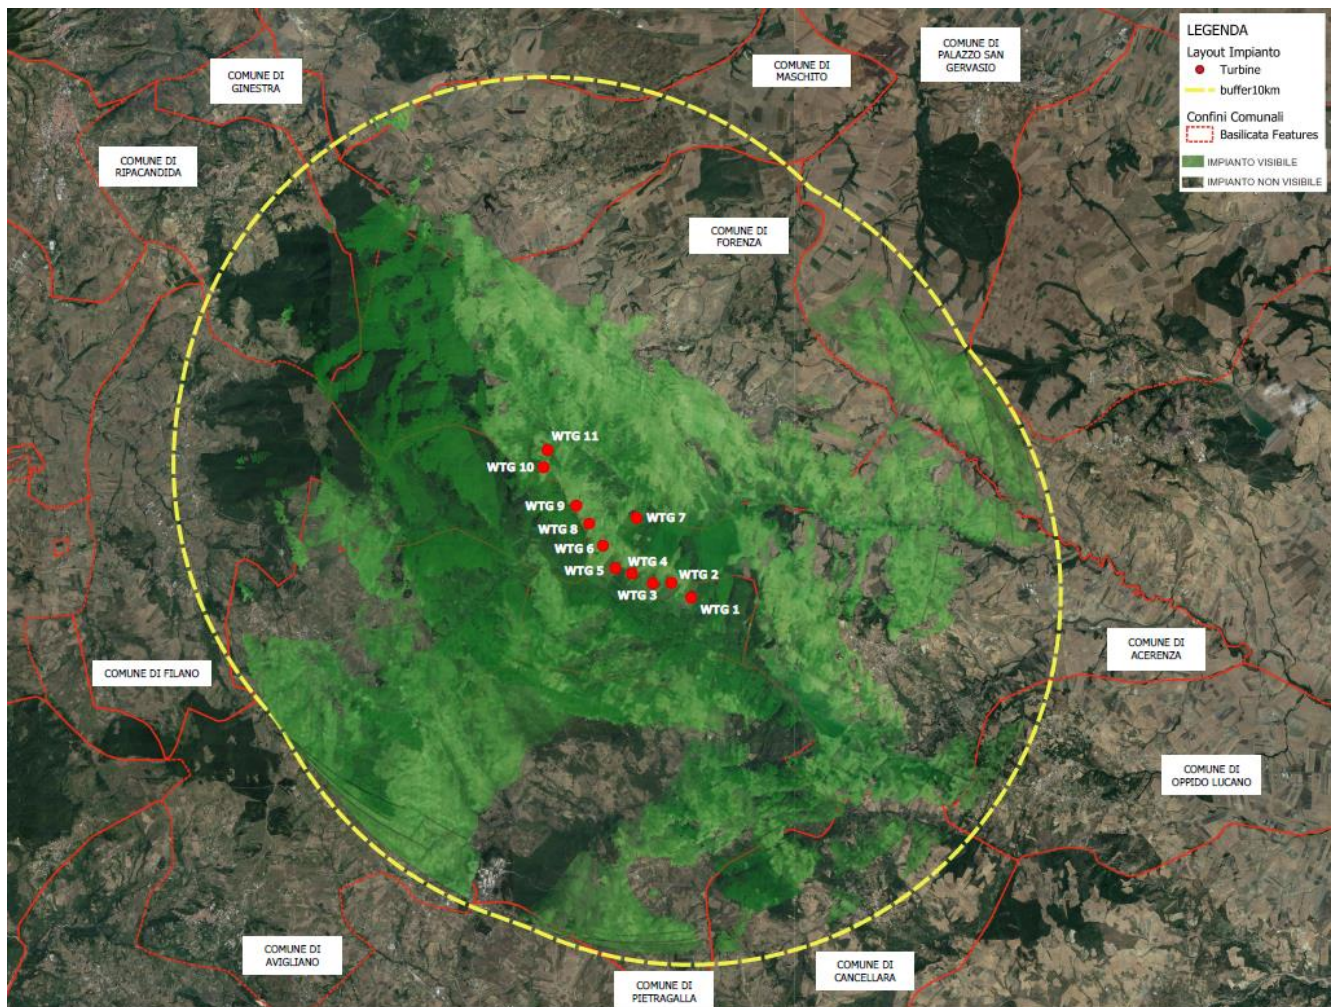 COMUNE DI
GINESTRA
COMUNE DI
MASCHITO
COMUNE DI
PALAZZO SAN
GERVASIO
LEGENDA
Layout Impianto
Turbine
buffer10km
Confini Comunali
Basilicata Features
IMPIANTO VISIBILE
IMPIANTO NON VISIBILE
COMUNE DI
RIPACANDIDA
COMUNE DI
FORENZA
WTG 11
WTG 10
WTG 9
WTG 7
WTG 8
WTG 6
WTG 4
WTG 5
WTG 2
WTG 3
WTG 1
COMUNE DI FILANO
COMUNE DI
ACERENZA
COMUNE DI
OPPIDO LUCANO
COMUNE DI
AVIGLIANO
COMUNE DI
PIETRAGALLA
COMUNE DI
CANCELLARA